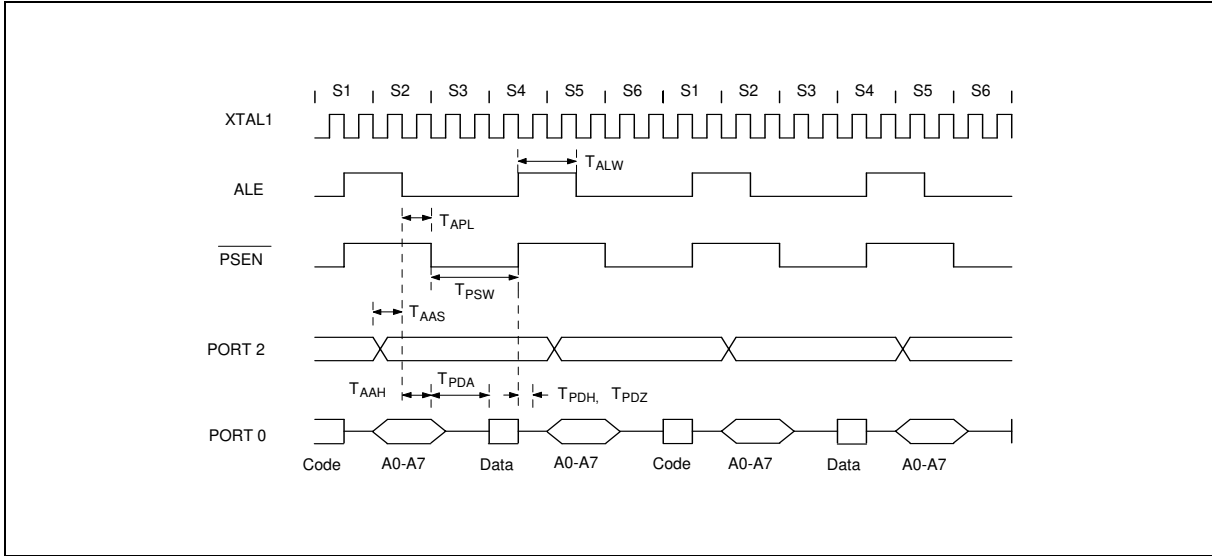 S1 S2 S3 S4 S5 S6 S1 S2 S3 S4 S5 S6
XTAL1
TALW
ALE
TAPL
PSEN
TPSW
TAAS
PORT 2
TAAH TPDA TPDH, TPDZ
PORT 0
Code A0-A7 Data A0-A7 Code A0-A7 Data A0-A7